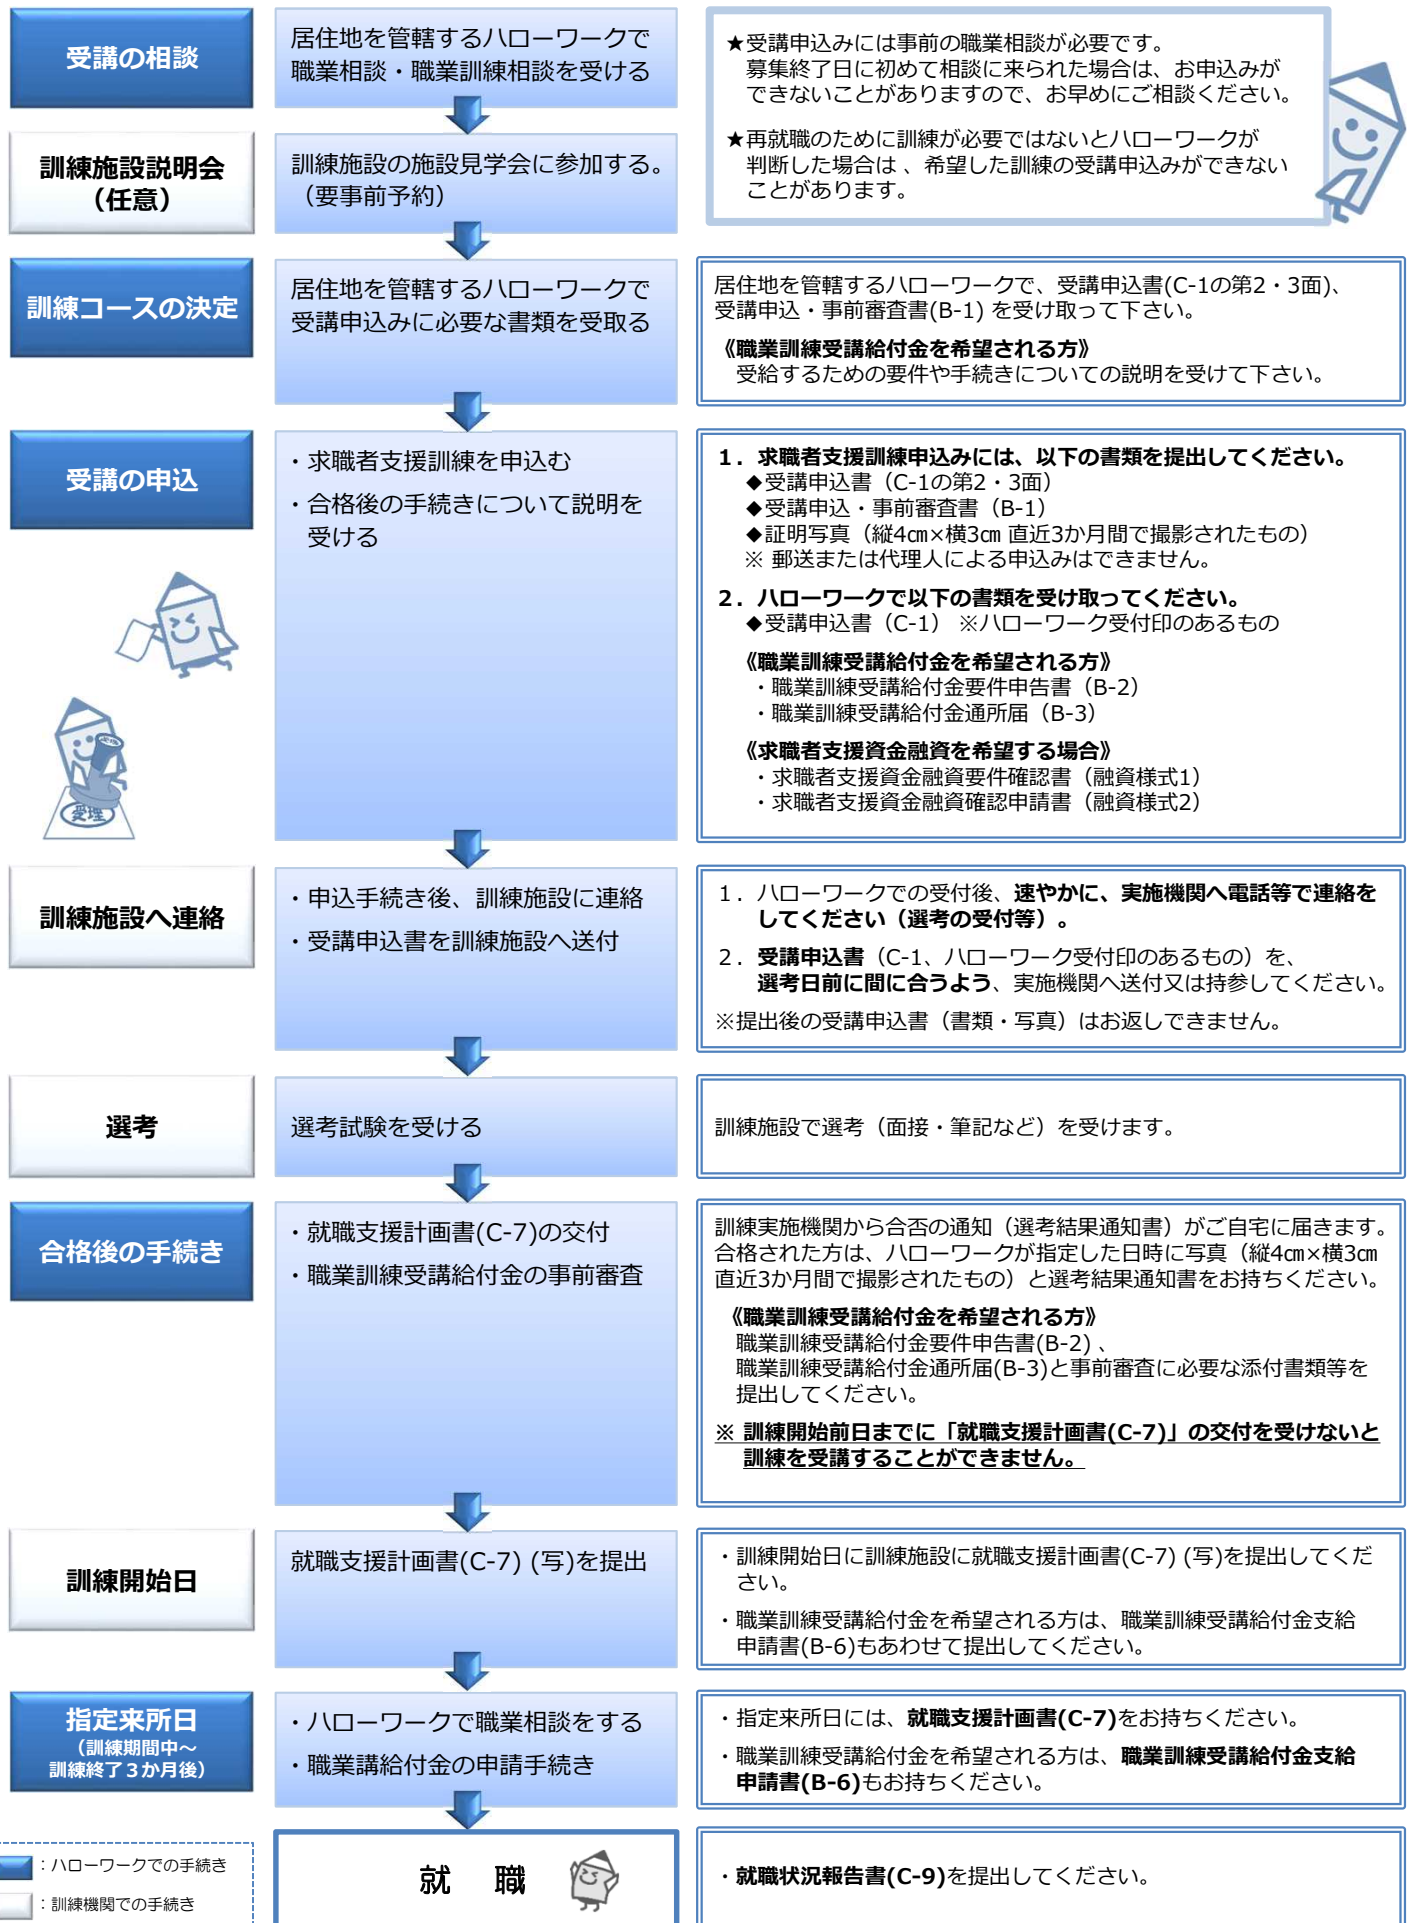 受講の相談
居住地を管轄するハローワークで
職業相談・職業訓練相談を受ける
★受講申込みには事前の職業相談が必要です。
募集終了日に初めて相談に来られた場合は、お申込みが
できないことがありますので、お早めにご相談ください。
★再就職のために訓練が必要ではないとハローワークが
判断した場合は 、希望した訓練の受講申込みができない
ことがあります。
訓練施設説明会
（任意）
訓練施設の施設見学会に参加する。
（要事前予約）
訓練コースの決定
居住地を管轄するハローワークで
受講申込みに必要な書類を受取る
居住地を管轄するハローワークで、受講申込書(C-1の第2・3面)、
受講申込・事前審査書(B-1) を受け取って下さい。
《職業訓練受講給付金を希望される方》
受給するための要件や手続きについての説明を受けて下さい。
受講の申込
・求職者支援訓練を申込む
・合格後の手続きについて説明を
受ける
受理
1．求職者支援訓練申込みには、以下の書類を提出してください。
◆受講申込書（C-1の第2・3面）
◆受講申込・事前審査書（B-1）
◆証明写真（縦4㎝×横3㎝ 直近3か月間で撮影されたもの）
※ 郵送または代理人による申込みはできません。
2．ハローワークで以下の書類を受け取ってください。
◆受講申込書（C-1） ※ハローワーク受付印のあるもの
《職業訓練受講給付金を希望される方》
・職業訓練受講給付金要件申告書（B-2）
・職業訓練受講給付金通所届（B-3）
《求職者支援資金融資を希望する場合》
・求職者支援資金融資要件確認書（融資様式1）
・求職者支援資金融資確認申請書（融資様式2）
訓練施設へ連絡
・申込手続き後、訓練施設に連絡
・受講申込書を訓練施設へ送付
1．ハローワークでの受付後、速やかに、実施機関へ電話等で連絡を
してください（選考の受付等）。
2．受講申込書（C-1、ハローワーク受付印のあるもの）を、
選考日前に間に合うよう、実施機関へ送付又は持参してください。
※提出後の受講申込書（書類・写真）はお返しできません。
選考
選考試験を受ける
訓練施設で選考（面接・筆記など）を受けます。
合格後の手続き
・就職支援計画書(C-7)の交付
・職業訓練受講給付金の事前審査
訓練実施機関から合否の通知（選考結果通知書）がご自宅に届きます。
合格された方は、ハローワークが指定した日時に写真（縦4㎝×横3㎝
直近3か月間で撮影されたもの）と選考結果通知書をお持ちください。
《職業訓練受講給付金を希望される方》
職業訓練受講給付金要件申告書(B-2) 、
職業訓練受講給付金通所届(B-3)と事前審査に必要な添付書類等を
提出してください。
※ 訓練開始前日までに「就職支援計画書(C-7)」の交付を受けないと
訓練を受講することができません。
訓練開始日
就職支援計画書(C-7) (写)を提出
・訓練開始日に訓練施設に就職支援計画書(C-7) (写)を提出してくだ
さい。
・職業訓練受講給付金を希望される方は、職業訓練受講給付金支給
申請書(B-6)もあわせて提出してください。
指定来所日
（訓練期間中～
訓練終了３か月後）
・ハローワークで職業相談をする
・職業講給付金の申請手続き
・指定来所日には、就職支援計画書(C-7)をお持ちください。
・職業訓練受講給付金を希望される方は、職業訓練受講給付金支給
申請書(B-6)もお持ちください。
：ハローワークでの手続き
：訓練機関での手続き
就　職
・就職状況報告書(C-9)を提出してください。